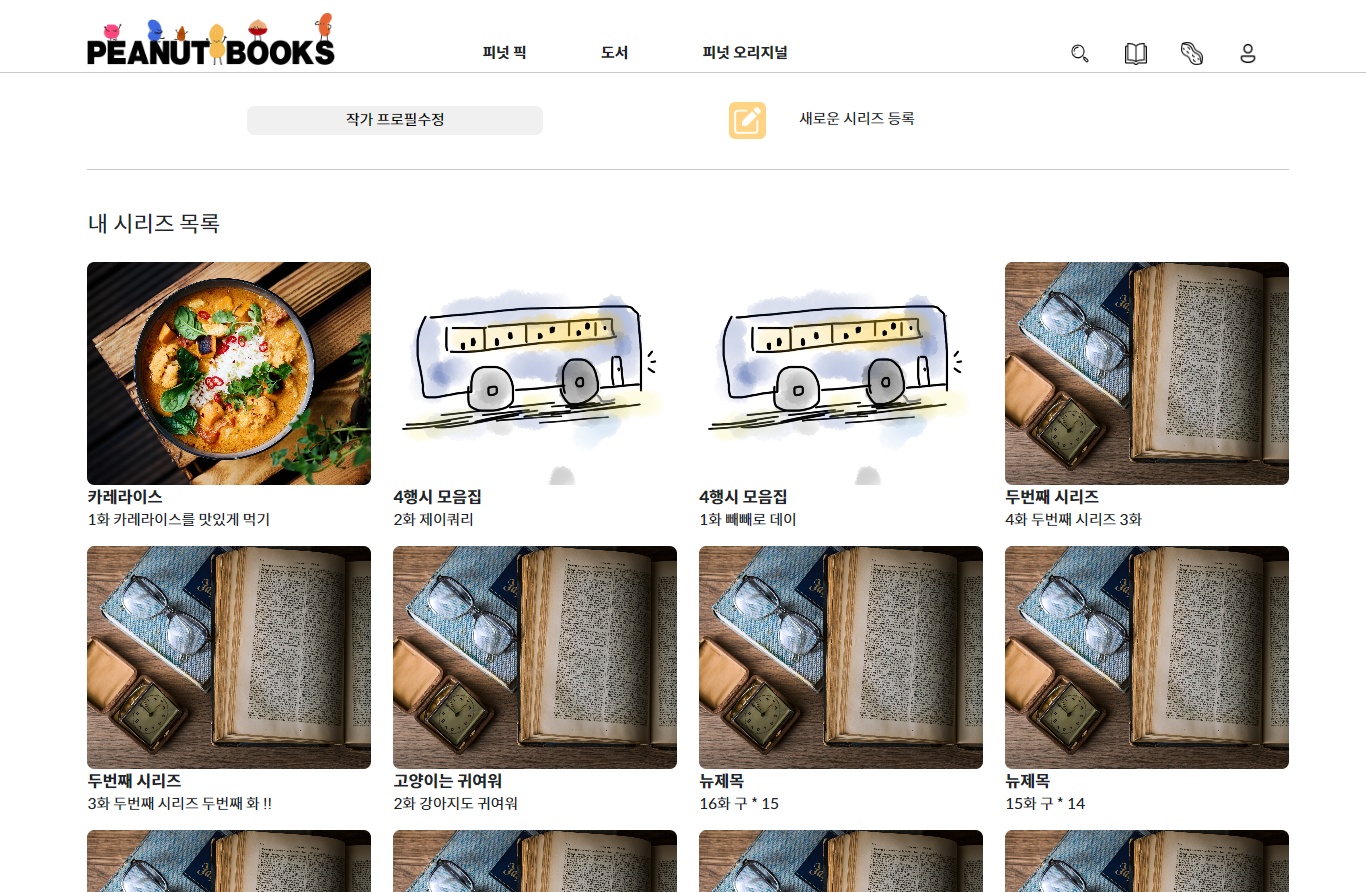 PEANUT BOOKS
피넛 픽
도서
피넛 오리지널
작가 프로필수정
새로운 시리즈 등록
내 시리즈 목록
카레라이스
1화 카레라이스를 맛있게 먹기
4행시 모음집
2화 제이쿼리
4행시 모음집
1화 빼빼로 데이
두번째 시리즈
4화 두번째 시리즈 3화
두번째 시리즈
3화 두번째 시리즈 두번째 화 !!
고양이는 귀여워
2화 강아지도 귀여워
뉴제목
16화 구 * 15
뉴제목
15화 구 * 14